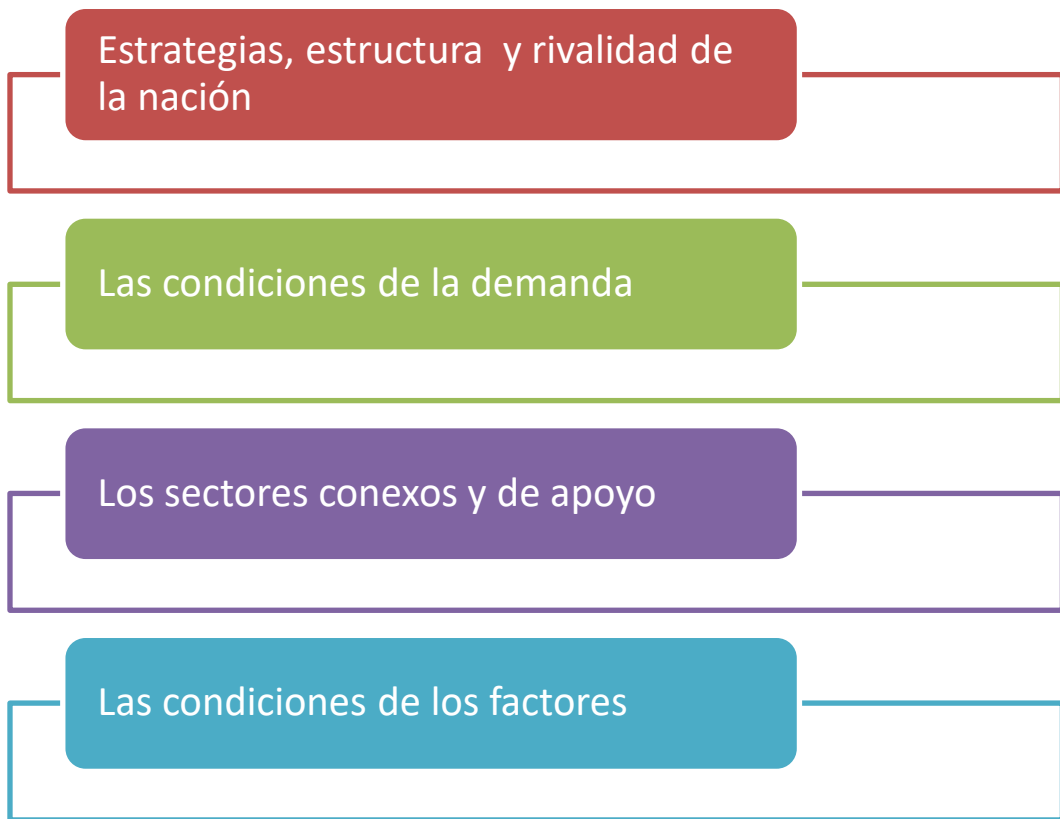 Estrategias, estructura  y rivalidad de
la nación
Las condiciones de la demanda
Los sectores conexos y de apoyo
Las condiciones de los factores